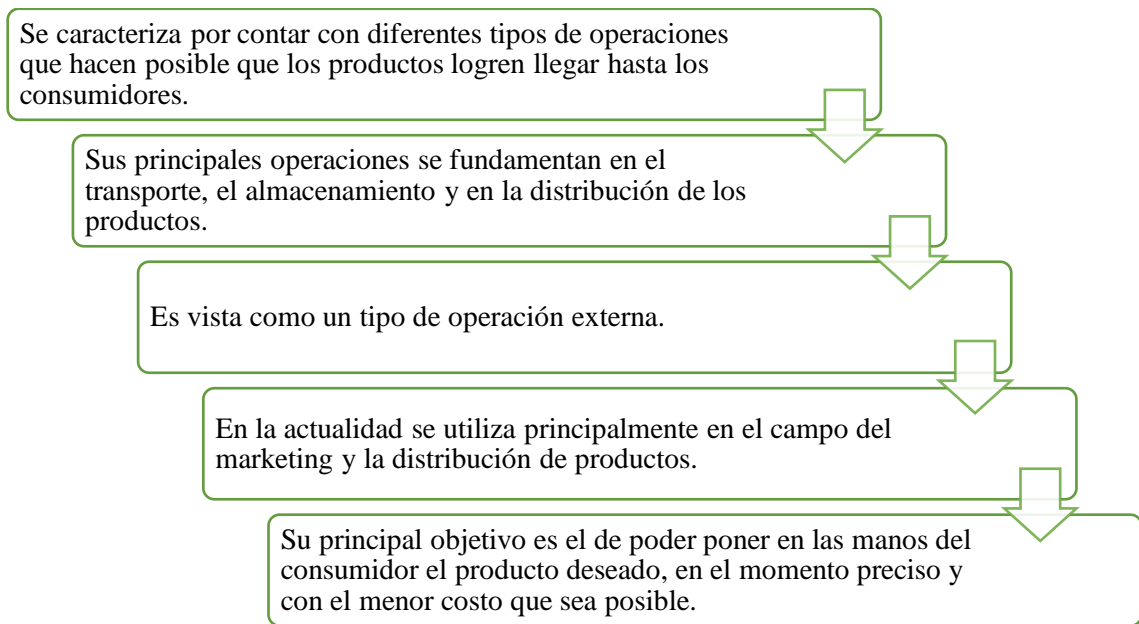 Se caracteriza por contar con diferentes tipos de operaciones
que hacen posible que los productos logren llegar hasta los
consumidores.
Sus principales operaciones se fundamentan en el
transporte, el almacenamiento y en la distribución de los
productos.
Es vista como un tipo de operación externa.
En la actualidad se utiliza principalmente en el campo del
marketing y la distribución de productos.
Su principal objetivo es el de poder poner en las manos del
consumidor el producto deseado, en el momento preciso y
con el menor costo que sea posible.